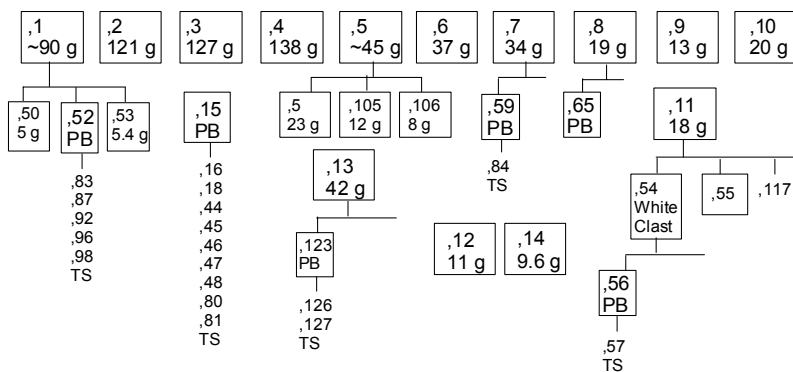 ,1
~90 g
,2
121 g
,3
127 g
,4
138 g
,5
~45 g
,6
37 g
,7
34 g
,8
19 g
,9
13 g
,10
20 g
,50
5 g
,52
PB
,53
5.4 g
,83
,87
,92
,96
,98
TS
,15
PB
,16
,18
,44
,45
,46
,47
,48
,80
,81
TS
,5
23 g
,105
12 g
,106
8 g
,13
42 g
,123
PB
,126
,127
TS
,59
PB
,84
TS
,65
PB
,12
11 g
,14
9.6 g
,11
18 g
,54
White
Clast
,55
,117
,56
PB
,57
TS